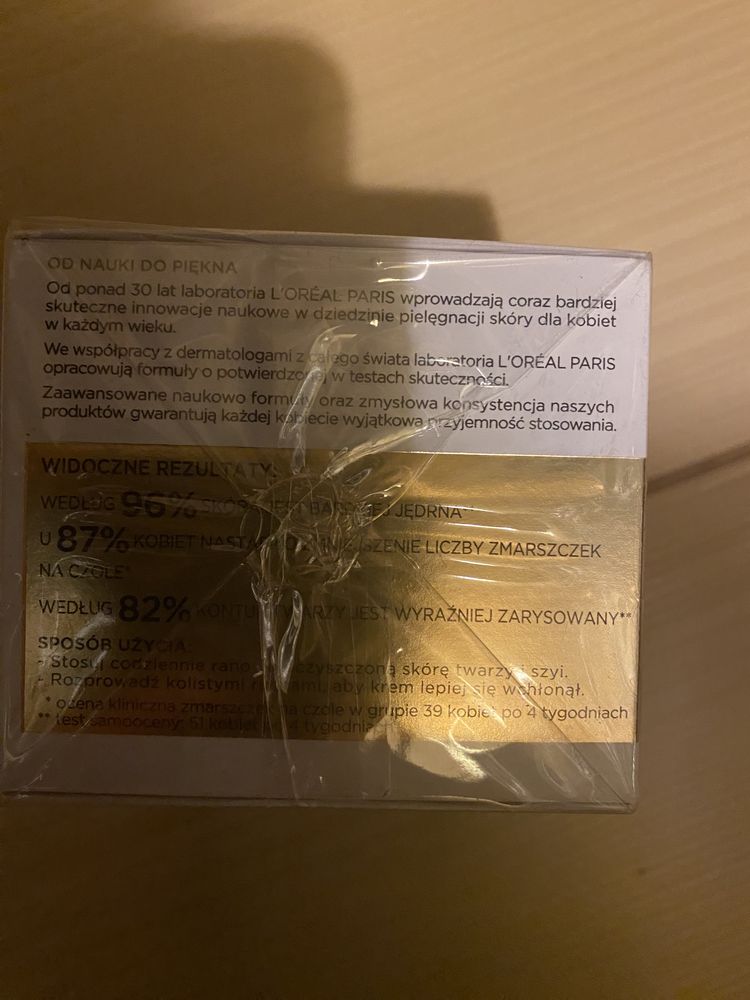 OD NAUKI DO PIĘKNA
Od ponad 30 lat laboratoria L'ORÉAL PARIS wprowadzają coraz bardziej
skuteczne innowacje naukowe w dziedzinie pielęgnacji skóry dla kobiet
w każdym wieku.
We współpracy z dermatologami z całego świata laboratoria L'ORÉAL PARIS
opracowują formuły o potwierdzonej w testach skuteczności.
Zaawansowane naukowo formuły oraz zmysłowa konsystencja naszych
produktów gwarantują każdej kobiecie wyjątkową przyjemność stosowania.
WIDOCZNE REZULTATY:
WEDŁUG 96% JEST BARDZIEJ JĘDRNA**
U 87% KOBIET LICZBY ZMARSZCZEK
NA CZOLE*
WEDŁUG 82% KONTUR TWARZY JEST WYRAŹNIEJ ZARYSOWANY**
SPOSÓB UŻYCIA:
- Stosuj codziennie rano oczyszczoną skórę twarzy i szyi.
- Rozprowadź kolistymi ruchami, aby krem lepiej się wchłonął.
* ocena kliniczna zmarszczek na czole w grupie 39 kobiet po 4 tygodniach
** test samooceny: 51 kobiet po 4 tygodniach